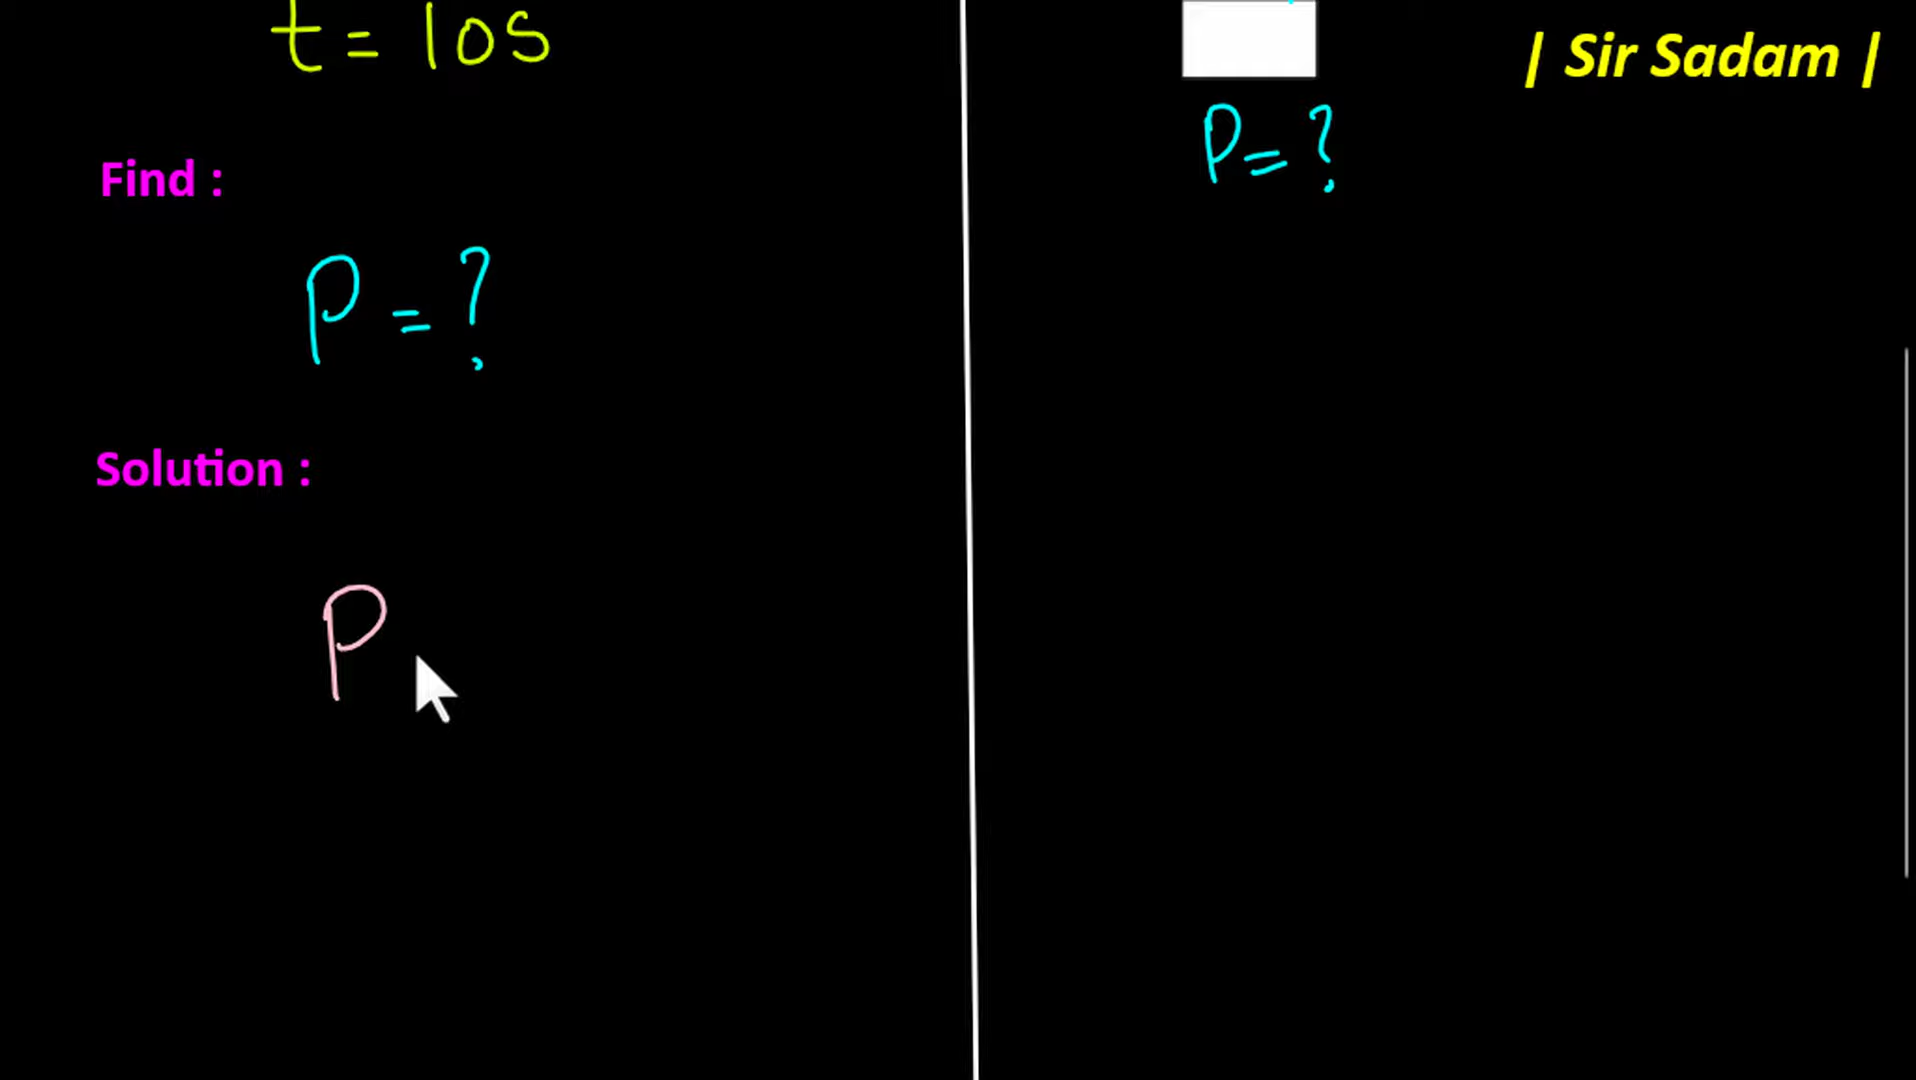 t = 10s
| Sir Sadam |
P = ?
Find :
P = ?
Solution :
P